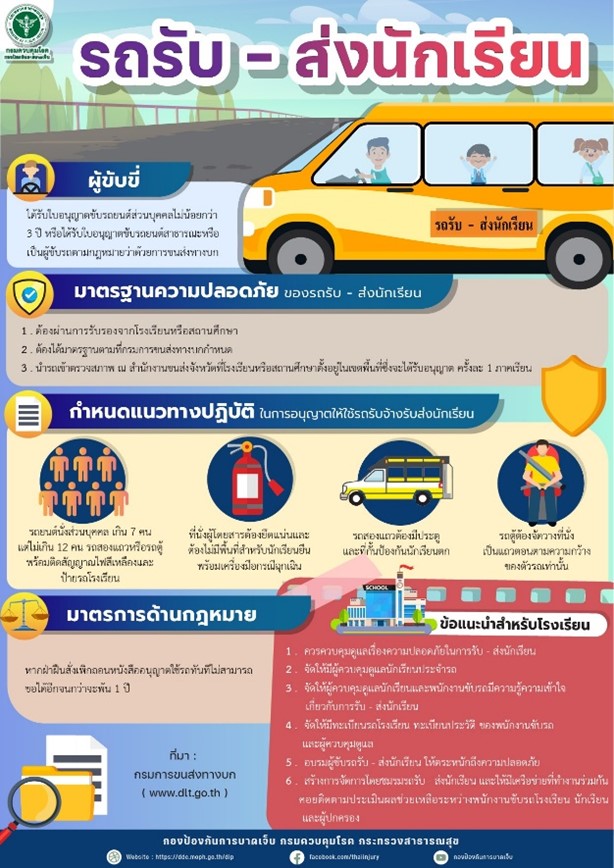 กรมควบคุมโรค
รถรับ - ส่งนักเรียน
ผู้ขับขี่
ได้รับใบอนุญาตขับรถยนต์ส่วนบุคคลไม่น้อยกว่า
3 ปี หรือได้รับใบอนุญาตขับรถยนต์สาธารณะหรือ
เป็นผู้ขับรถตามกฎหมายว่าด้วยการขนส่งทางบก
รถรับ - ส่งนักเรียน
มาตรฐานความปลอดภัย ของรถรับ - ส่งนักเรียน
1 . ต้องผ่านการรับรองจากโรงเรียนหรือสถานศึกษา
2 . ต้องได้มาตรฐานตามที่กรมการขนส่งทางบกกำหนด
3 . นำรถเข้าตรวจสภาพ ณ สำนักงานขนส่งจังหวัดที่โรงเรียนหรือสถานศึกษาตั้งอยู่ในเขตพื้นที่ซึ่งจะได้รับอนุญาต ครั้งละ 1 ภาคเรียน
กำหนดแนวทางปฏิบัติ ในการอนุญาตให้ใช้รถรับจ้างรับส่งนักเรียน
รถยนต์นั่งส่วนบุคคล เกิน 7 คน
แต่ไม่เกิน 12 คน รถสองแถวหรือรถตู้
พร้อมติดสัญญาณไฟสีเหลืองและ
ป้ายรถโรงเรียน
ที่นั่งผู้โดยสารต้องยึดแน่นและ
ต้องไม่มีพื้นที่สำหรับนักเรียนยืน
พร้อมเครื่องมือกรณีฉุกเฉิน
รถสองแถวต้องมีประตู
และที่กั้นป้องกันนักเรียนตก
รถตู้ต้องจัดวางที่นั่ง
เป็นแถวตอนตามความกว้าง
ของตัวรถเท่านั้น
มาตรการด้านกฎหมาย
หากฝ่าฝืนสั่งเพิกถอนหนังสืออนุญาตใช้รถทันทีไม่สามารถ
ขอได้อีกจนกว่าจะพ้น 1 ปี
SCHOOL
ข้อแนะนำสำหรับโรงเรียน
1 . ควรควบคุมดูแลเรื่องความปลอดภัยในการรับ - ส่งนักเรียน
2 . จัดให้มีผู้ควบคุมดูแลนักเรียนประจำรถ
3 . จัดให้ผู้ควบคุมดูแลนักเรียนและพนักงานขับรถมีความรู้ความเข้าใจ
เกี่ยวกับการรับ - ส่งนักเรียน
4 . จัดให้มีทะเบียนรถโรงเรียน ทะเบียนประวัติ ของพนักงานขับรถ
และผู้ควบคุมดูแล
5 . อบรมผู้ขับรถรับ - ส่งนักเรียน ให้ตระหนักถึงความปลอดภัย
6 . สร้างการจัดการโดยชมรมรถรับ ส่งนักเรียน และให้มีเครือข่ายที่ทำงานร่วมกัน
คอยติดตามประเมินผลช่วยเหลือระหว่างพนักงานขับรถโรงเรียน นักเรียน
และผู้ปกครอง
ที่มา :
กรมการขนส่งทางบก
( www.dlt.go.th )
กองป้องกันการบาดเจ็บ กรมควบคุมโรค กระทรวงสาธารณสุข
Website : https://ddc.moph.go.th/dip
facebook.com/thaiinjury
กองป้องกันการบาดเจ็บ